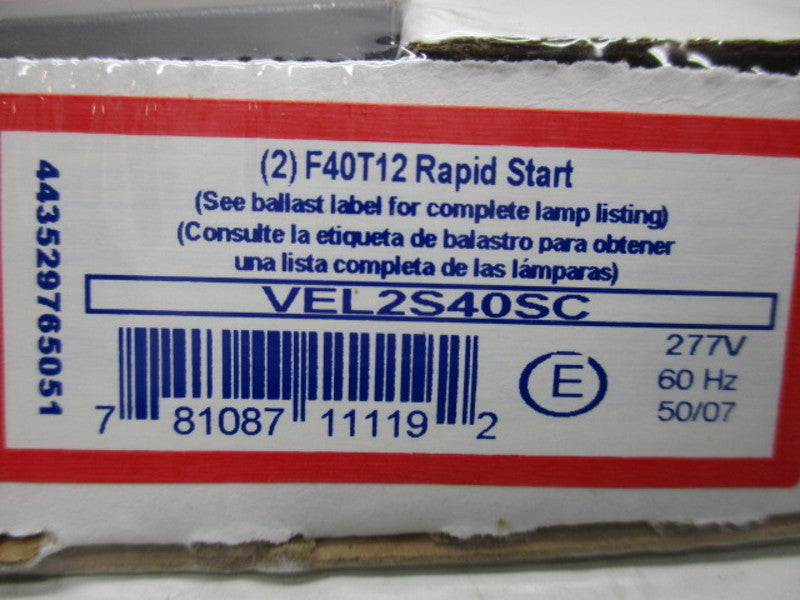 (2) F40T12 Rapid Start
(See ballast label for complete lamp listing)
(Consulte la etiqueta de balastro para obtener
una lista completa de las lámparas)
VEL2S40SC
443529765051
7 81087 11119 2
E
277V
60 Hz
50/07